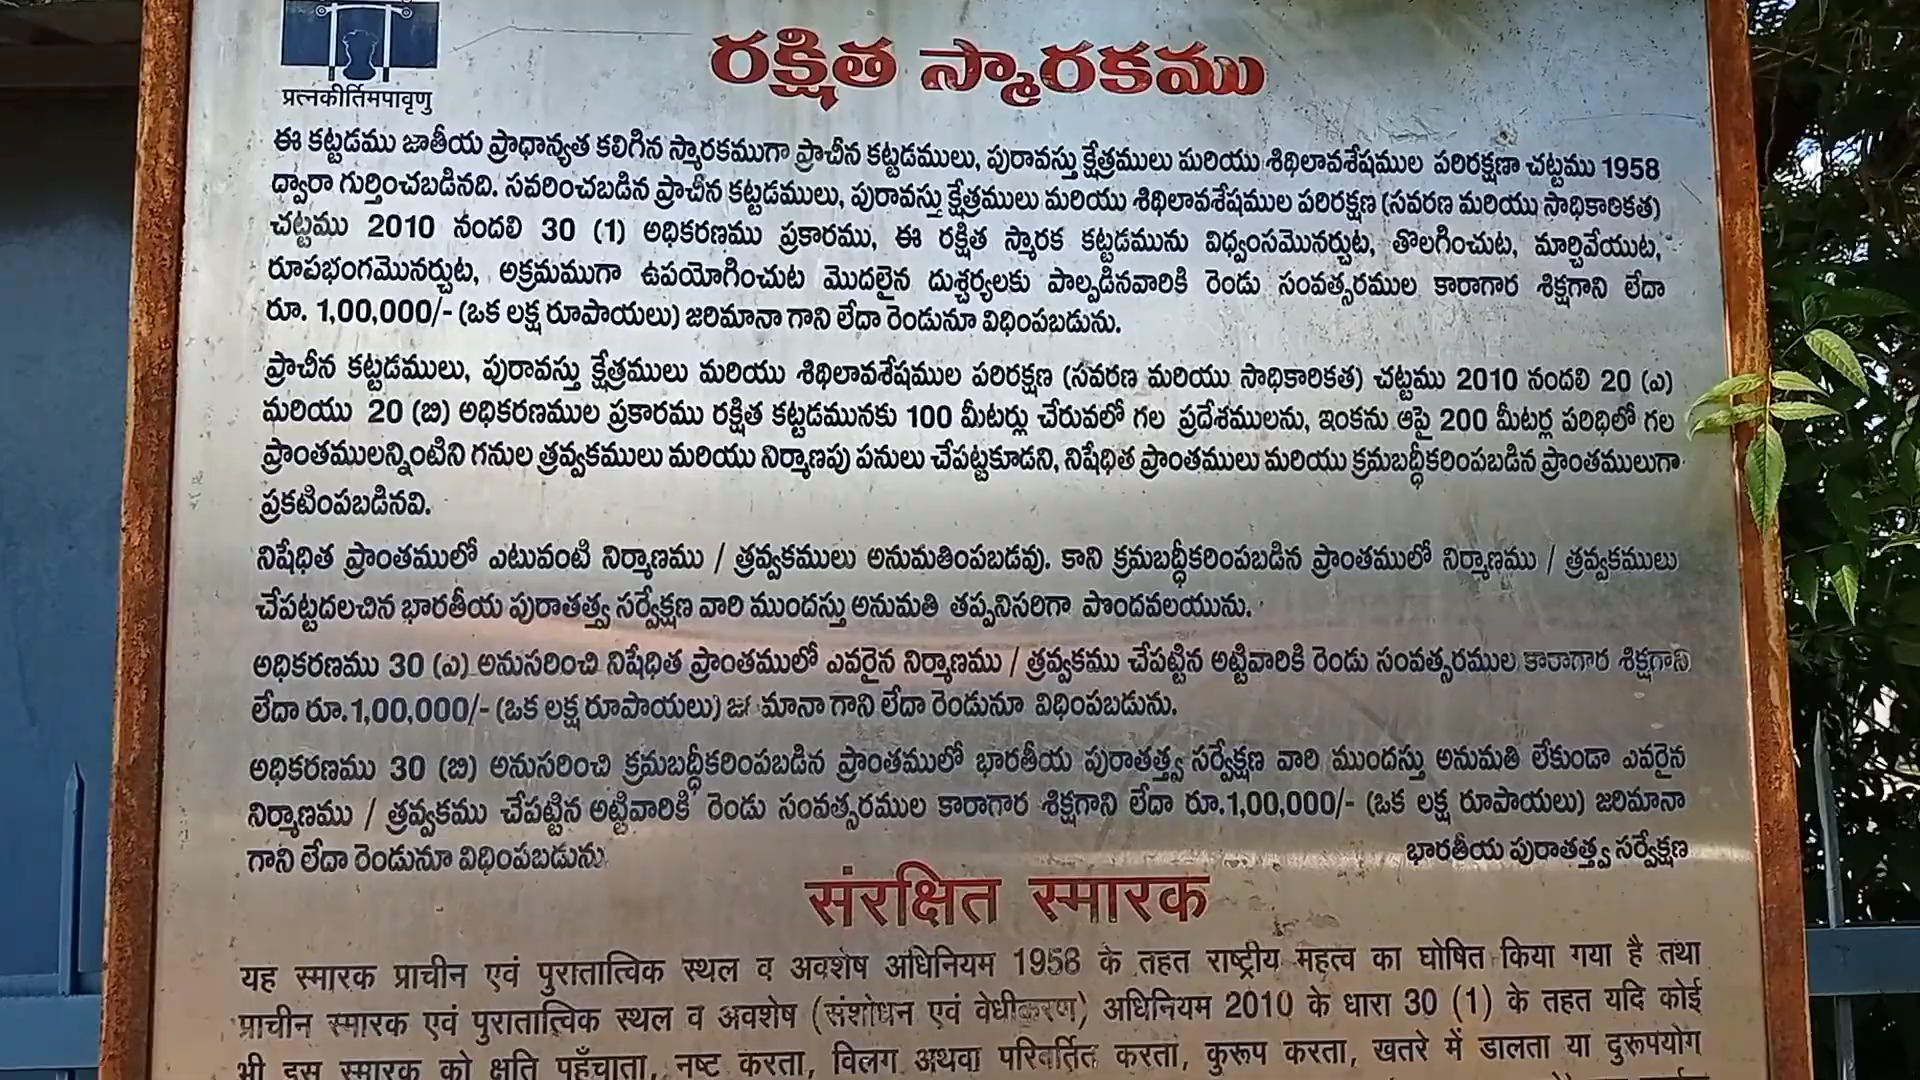 प्रत्नकीर्तिमपावृणु
రక్షిత స్మారకము
ఈ కట్టడము జాతీయ ప్రాధాన్యత కలిగిన స్మారకముగా ప్రాచీన కట్టడములు, పురావస్తు క్షేత్రములు మరియు శిథిలావశేషముల పరిరక్షణా చట్టము 1958
ద్వారా గుర్తించబడినది. సవరించబడిన ప్రాచీన కట్టడములు, పురావస్తు క్షేత్రములు మరియు శిథిలావశేషముల పరిరక్షణ (సవరణ మరియు సాధికారికత)
చట్టము 2010 నందలి 30 (1) అధికరణము ప్రకారము, ఈ రక్షిత స్మారక కట్టడమును విధ్వంసమొనర్చుట, తొలగించుట, మార్చివేయుట,
రూపభంగమొనర్చుట, అక్రమముగా ఉపయోగించుట మొదలైన దుశ్చర్యలకు పాల్పడినవారికి రెండు సంవత్సరముల కారాగార శిక్షగాని లేదా
రూ. 1,00,000/- (ఒక లక్ష రూపాయలు) జరిమానా గాని లేదా రెండునూ విధింపబడును.
ప్రాచీన కట్టడములు, పురావస్తు క్షేత్రములు మరియు శిథిలావశేషముల పరిరక్షణ (సవరణ మరియు సాధికారికత) చట్టము 2010 నందలి 20 (ఎ)
మరియు 20 (బి) అధికరణముల ప్రకారము రక్షిత కట్టడమునకు 100 మీటర్లు చేరువలో గల ప్రదేశములను, ఇంకను ఆపై 200 మీటర్ల పరిధిలో గల
ప్రాంతములన్నింటిని గనుల త్రవ్వకములు మరియు నిర్మాణపు పనులు చేపట్టకూడని, నిషేధిత ప్రాంతములు మరియు క్రమబద్ధీకరింపబడిన ప్రాంతములుగా
ప్రకటింపబడినవి.
నిషేధిత ప్రాంతములో ఎటువంటి నిర్మాణము / త్రవ్వకములు అనుమతింపబడవు. కాని క్రమబద్ధీకరింపబడిన ప్రాంతములో నిర్మాణము / త్రవ్వకములు
చేపట్టదలచిన భారతీయ పురాతత్త్వ సర్వేక్షణ వారి ముందస్తు అనుమతి తప్పనిసరిగా పొందవలయును.
అధికరణము 30 (ఎ) అనుసరించి నిషేధిత ప్రాంతములో ఎవరైన నిర్మాణము / త్రవ్వకము చేపట్టిన అట్టివారికి రెండు సంవత్సరముల కారాగార శిక్షగాని
లేదా రూ.1,00,000/- (ఒక లక్ష రూపాయలు) గాని లేదా రెండునూ విధింపబడును.
అధికరణము 30 (బి) అనుసరించి క్రమబద్ధీకరింపబడిన ప్రాంతములో భారతీయ పురాతత్త్వ సర్వేక్షణ వారి ముందస్తు అనుమతి లేకుండా ఎవరైన
నిర్మాణము / త్రవ్వకము చేపట్టిన అట్టివారికి రెండు సంవత్సరముల కారాగార శిక్షగాని లేదా రూ.1,00,000/- (ఒక లక్ష రూపాయలు) జరిమానా
గాని లేదా రెండునూ విధింపబడును
భారతీయ పురాతత్త్వ సర్వేక్షణ
संरक्षित स्मारक
यह स्मारक प्राचीन एवं पुरातात्विक स्थल व अवशेष अधिनियम 1958 के तहत राष्ट्रीय महत्व का घोषित किया गया है तथा
प्राचीन स्मारक एवं पुरातात्विक स्थल व अवशेष (संशोधन एवं वेधीकरण) अधिनियम 2010 के धारा 30 (1) के तहत यदि कोई
भी इस स्मारक को क्षति पहुँचाता, नष्ट करता, विलग अथवा परिवर्तित करता, कुरूप करता, खतरे में डालता या दुरूपयोग